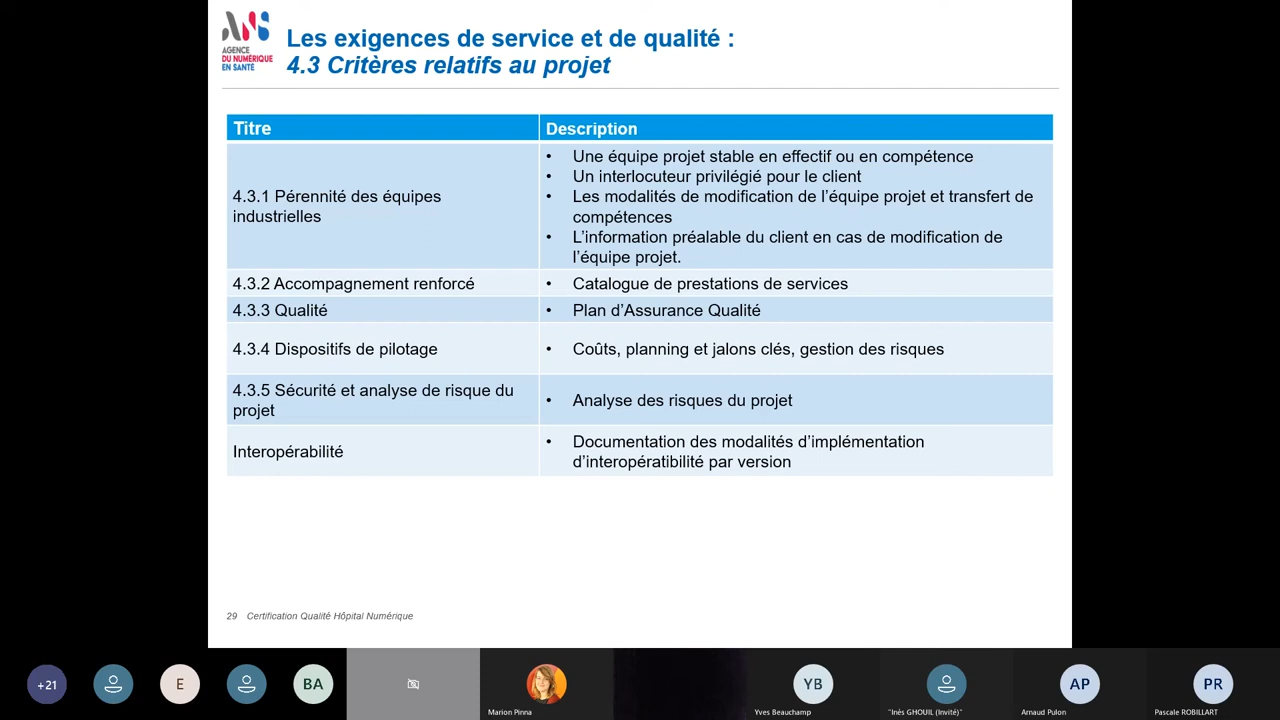 ANS
AGENCE
DU NUMÉRIQUE
EN SANTÉ
Les exigences de service et de qualité :
4.3 Critères relatifs au projet
Titre
Description
4.3.1 Pérennité des équipes
industrielles
• Une équipe projet stable en effectif ou en compétence
• Un interlocuteur privilégié pour le client
• Les modalités de modification de l’équipe projet et transfert de
compétences
• L’information préalable du client en cas de modification de
l’équipe projet.
4.3.2 Accompagnement renforcé
• Catalogue de prestations de services
4.3.3 Qualité
• Plan d’Assurance Qualité
4.3.4 Dispositifs de pilotage
• Coûts, planning et jalons clés, gestion des risques
4.3.5 Sécurité et analyse de risque du
projet
• Analyse des risques du projet
Interopérabilité
• Documentation des modalités d’implémentation
d’interopératibilité par version
29 Certification Qualité Hôpital Numérique
+21
E
BA
Marion Pinna
YB
Yves Beauchamp
"Inès GHOUIL (Invité)"
AP
Arnaud Pulon
PR
Pascale ROBILLART